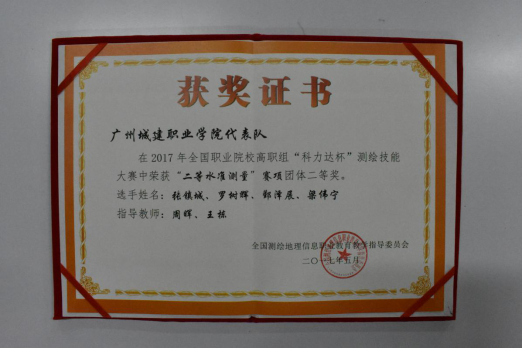 获奖证书
广州城建职业学院代表队
在2017年全国职业院校高职组“科力达杯”测绘技能
大赛中荣获“二等水准测量”赛项团体二等奖。
选手姓名：张镇城、罗树晖、邹泽展、梁伟宁
指导教师：周晖、王栋
全国测绘地理信息职业教育教学指导委员会
二〇一七年五月